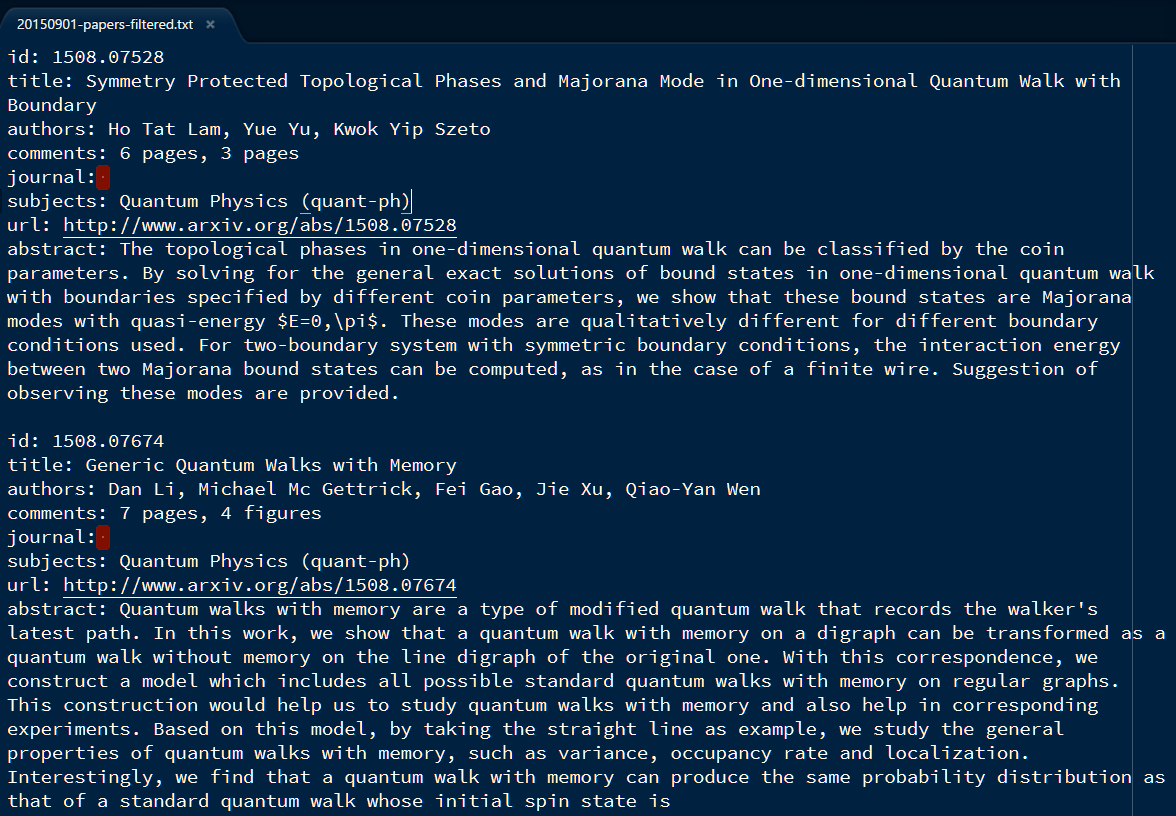 20150901-papers-filtered.txt ×
id: 1508.07528
title: Symmetry Protected Topological Phases and Majorana Mode in One-dimensional Quantum Walk with
Boundary
authors: Ho Tat Lam, Yue Yu, Kwok Yip Szeto
comments: 6 pages, 3 pages
journal:
subjects: Quantum Physics (quant-ph)
url: http://www.arxiv.org/abs/1508.07528
abstract: The topological phases in one-dimensional quantum walk can be classified by the coin
parameters. By solving for the general exact solutions of bound states in one-dimensional quantum walk
with boundaries specified by different coin parameters, we show that these bound states are Majorana
modes with quasi-energy $E=0,\pi$. These modes are qualitatively different for different boundary
conditions used. For two-boundary system with symmetric boundary conditions, the interaction energy
between two Majorana bound states can be computed, as in the case of a finite wire. Suggestion of
observing these modes are provided.

id: 1508.07674
title: Generic Quantum Walks with Memory
authors: Dan Li, Michael Mc Gettrick, Fei Gao, Jie Xu, Qiao-Yan Wen
comments: 7 pages, 4 figures
journal:
subjects: Quantum Physics (quant-ph)
url: http://www.arxiv.org/abs/1508.07674
abstract: Quantum walks with memory are a type of modified quantum walk that records the walker's
latest path. In this work, we show that a quantum walk with memory on a digraph can be transformed as a
quantum walk without memory on the line digraph of the original one. With this correspondence, we
construct a model which includes all possible standard quantum walks with memory on regular graphs.
This construction would help us to study quantum walks with memory and also help in corresponding
experiments. Based on this model, by taking the straight line as example, we study the general
properties of quantum walks with memory, such as variance, occupancy rate and localization.
Interestingly, we find that a quantum walk with memory can produce the same probability distribution as
that of a standard quantum walk whose initial spin state is